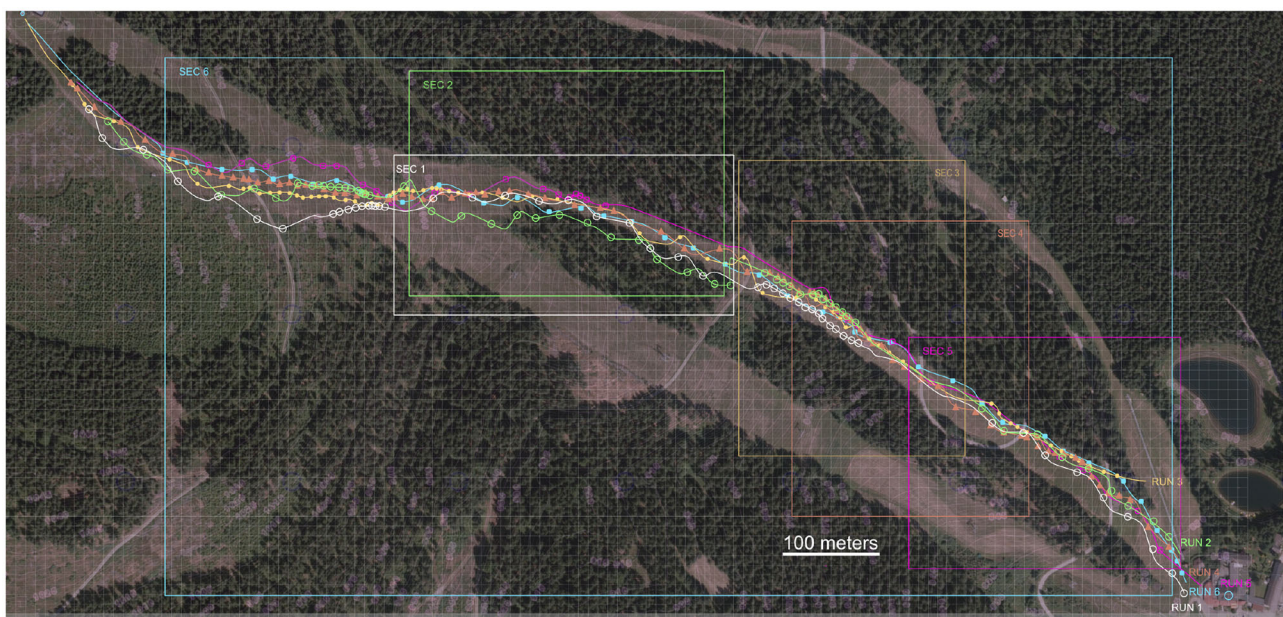 SEC 6
SEC 2
SEC 1
SEC 3
SEC 4
SEC 5
RUN 3
100 meters
RUN 2
RUN 4
RUN 6
RUN 1